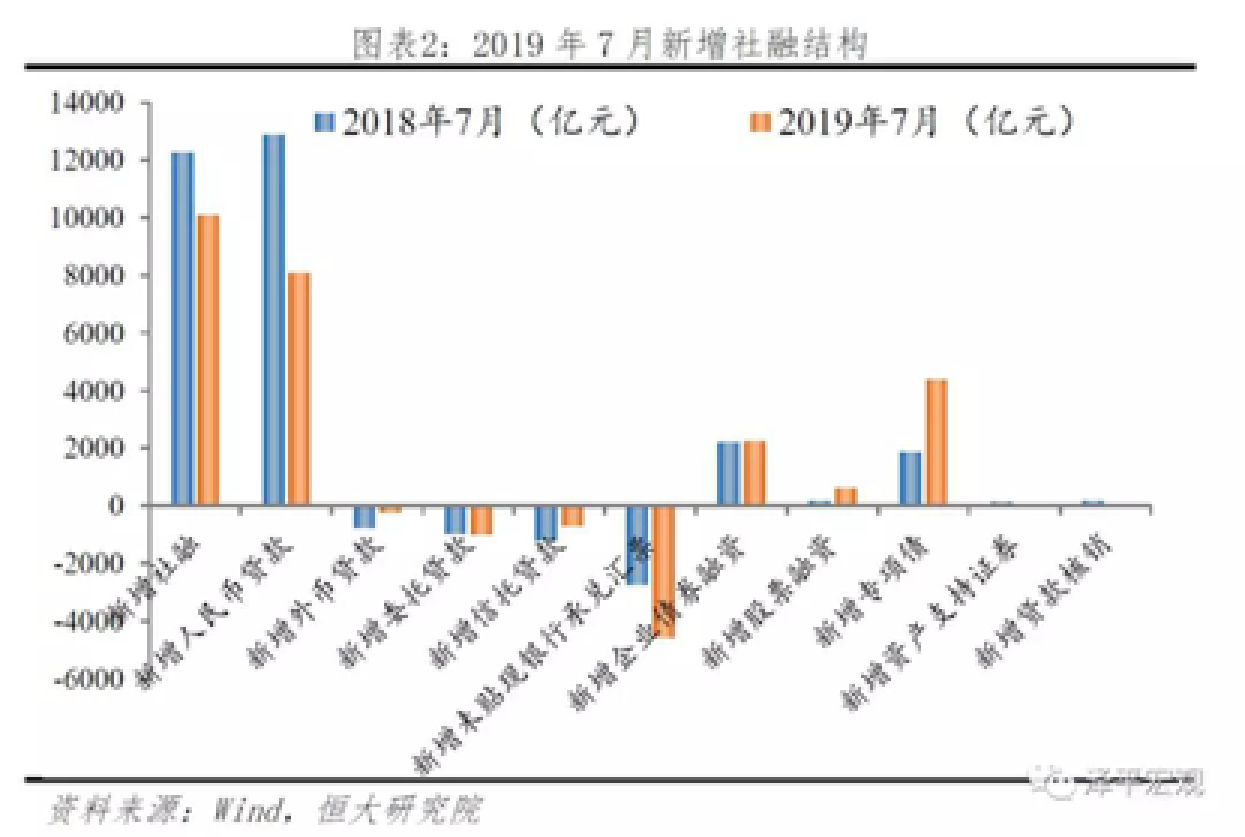 图表2：2019 年 7 月新增社融结构
2018年7月（亿元）
2019年7月（亿元）
14000
12000
10000
8000
6000
4000
2000
0
-2000
-4000
-6000
新增社融
新增人民币贷款
新增外币贷款
新增委托贷款
新增信托贷款
新增未贴现银行承兑汇票
新增企业债券融资
新增股票融资
新增专项债
新增资产支持证券
新增贷款核销
泽平宏观
资料来源：Wind，恒大研究院